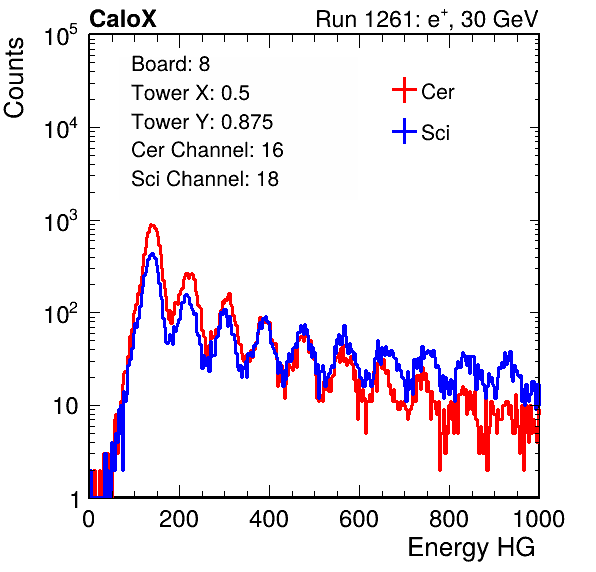 CaloX Run 1261: e⁺, 30 GeV
Counts
Board: 8
Tower X: 0.5
Tower Y: 0.875
Cer Channel: 16
Sci Channel: 18
Cer
Sci
10⁵
10⁴
10³
10²
10
1
0 200 400 600 800 1000
Energy HG